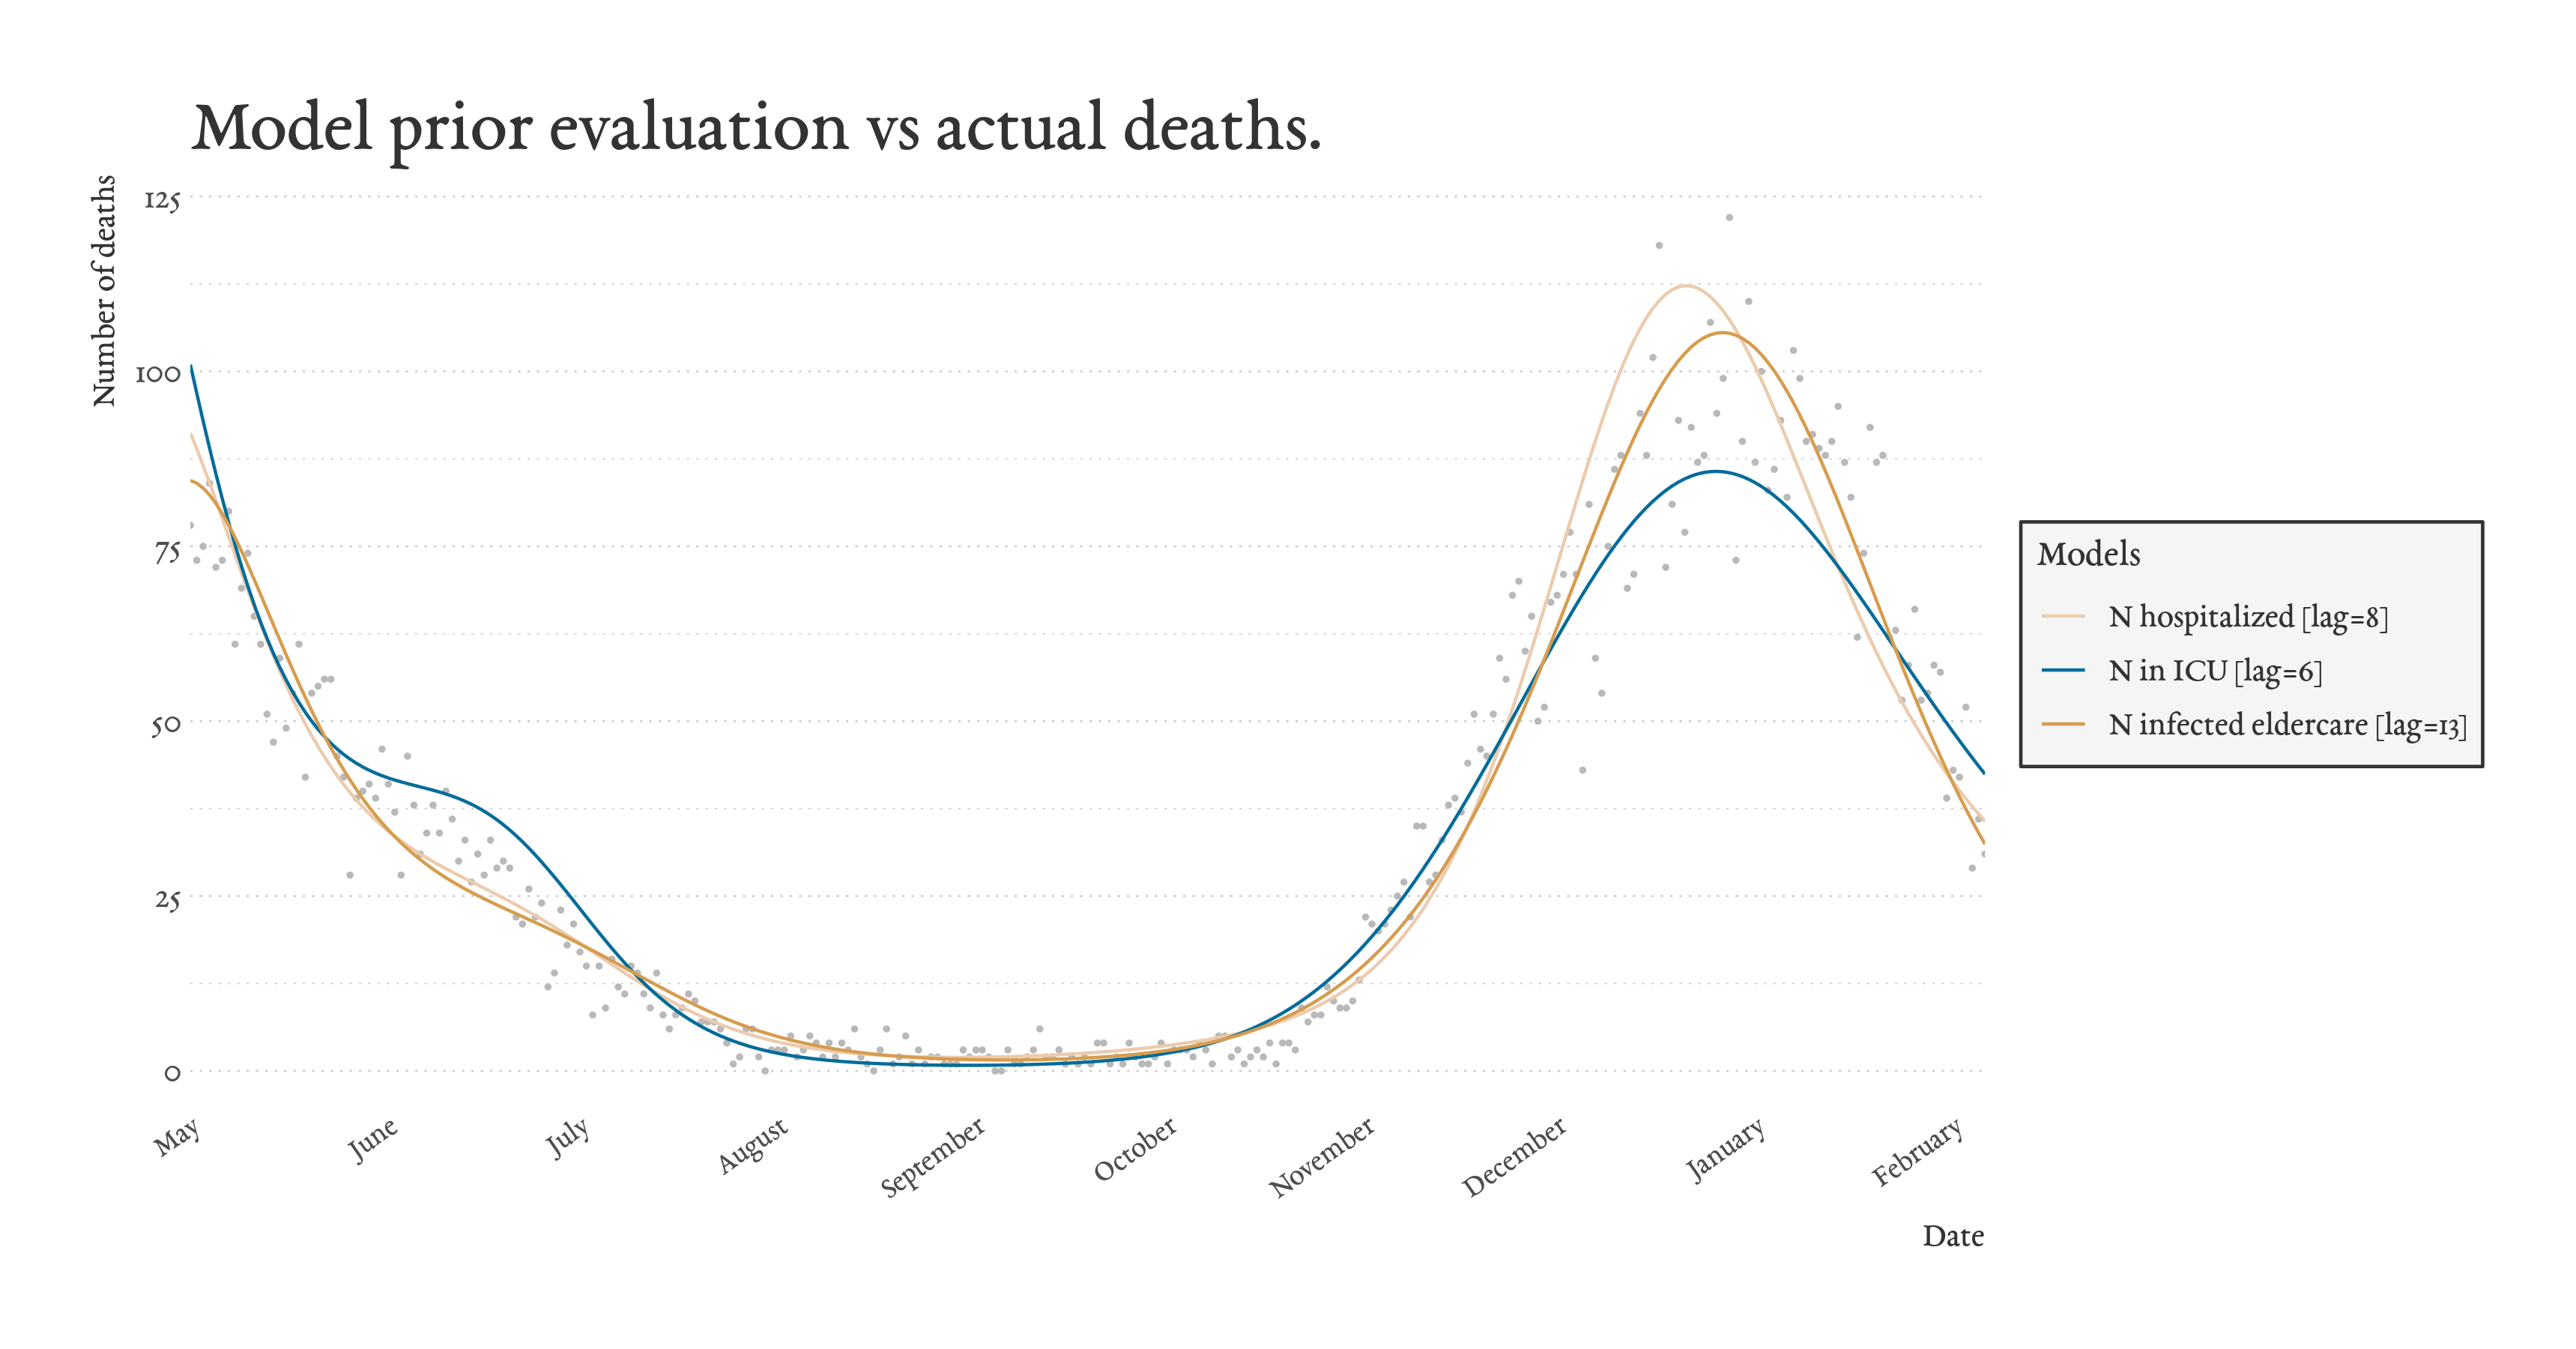 Model prior evaluation vs actual deaths.
Number of deaths
125
100
75
50
25
0
May
June
July
August
September
October
November
December
January
February
Date
Models
N hospitalized [lag=8]
N in ICU [lag=6]
N infected eldercare [lag=13]